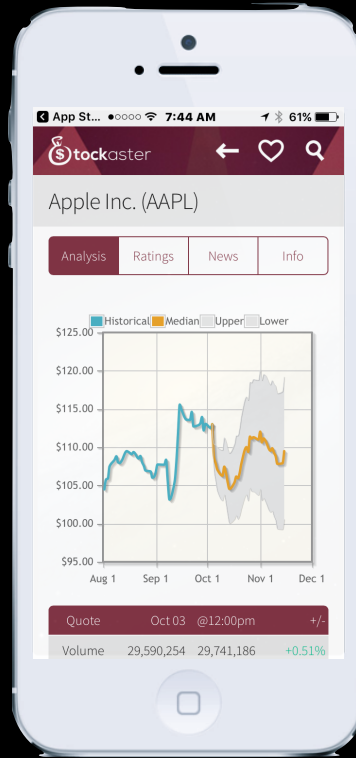 App St... 7:44 AM 61%
Stockaster
Apple Inc. (AAPL)
Analysis Ratings News Info
Historical Median Upper Lower
$125.00
$120.00
$115.00
$110.00
$105.00
$100.00
$95.00
Aug 1 Sep 1 Oct 1 Nov 1 Dec 1
Quote Oct 03 @12:00pm +/-
Volume 29,590,254 29,741,186 +0.51%